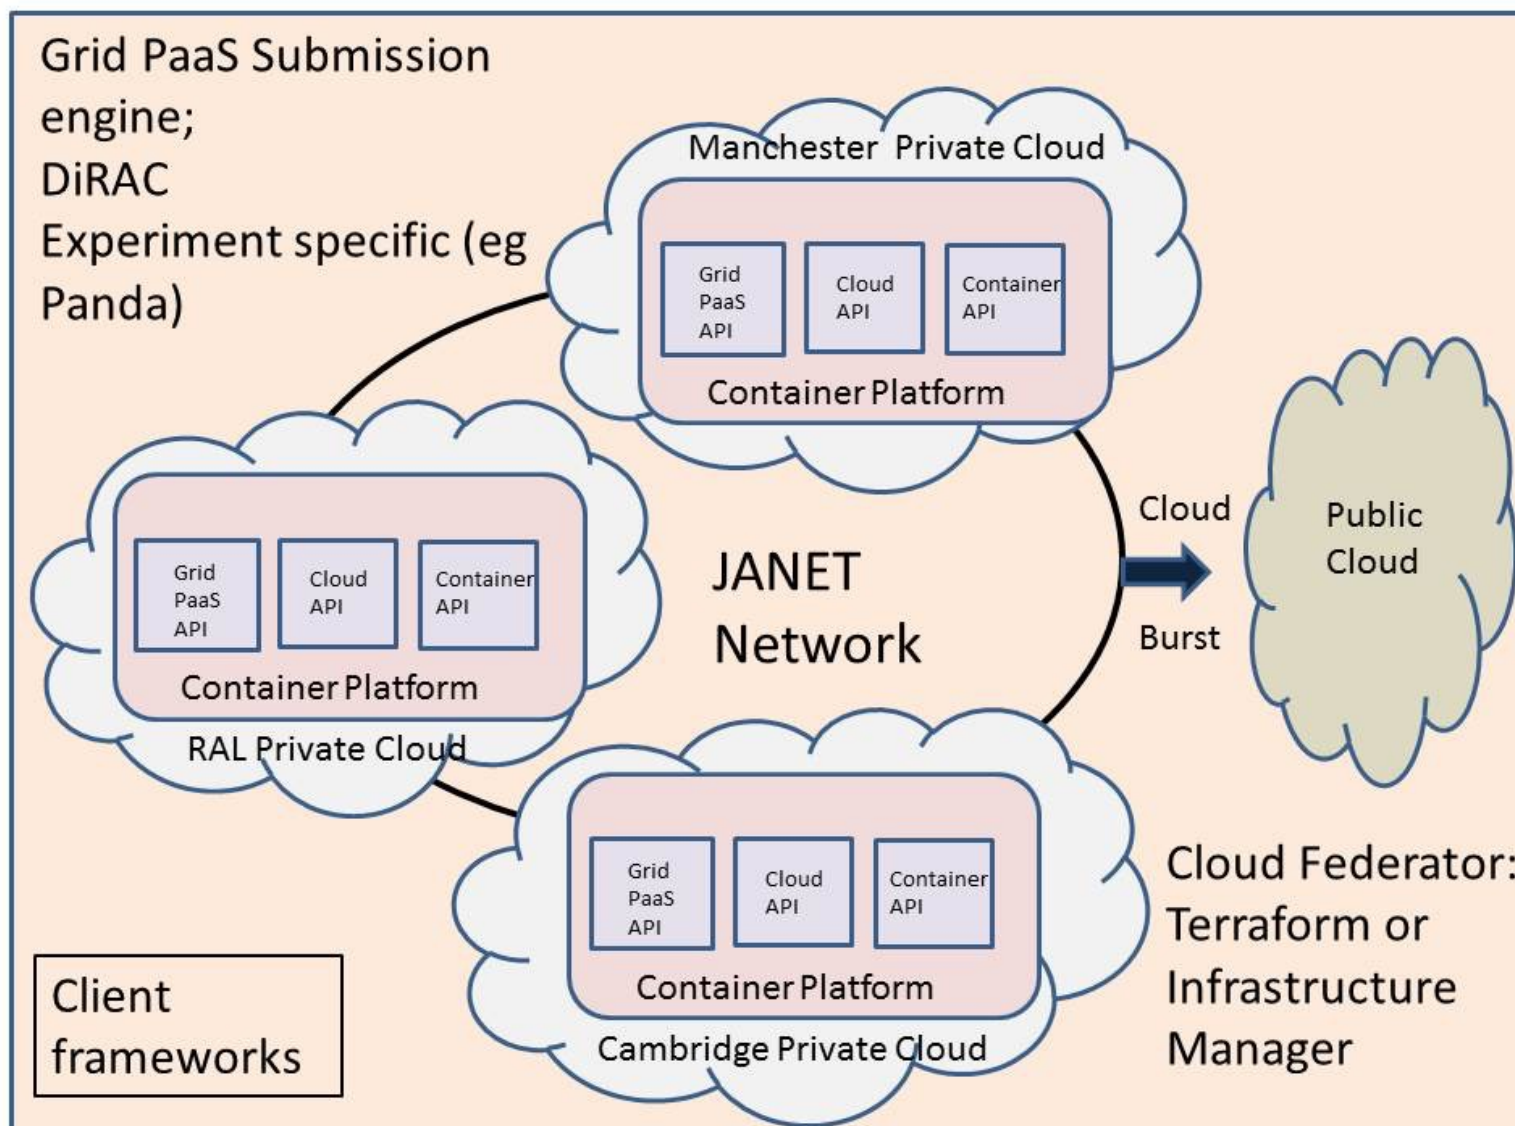 Grid PaaS Submission
engine;
DiRAC
Experiment specific (eg
Panda)
Manchester Private Cloud
Grid
PaaS
API
Cloud
API
Container
API
Container Platform
Grid
PaaS
API
Cloud
API
Container
API
Container Platform
RAL Private Cloud
JANET
Network
Cloud
Burst
Public
Cloud
Grid
PaaS
API
Cloud
API
Container
API
Container Platform
Cambridge Private Cloud
Cloud Federator:
Terraform or
Infrastructure
Manager
Client
frameworks